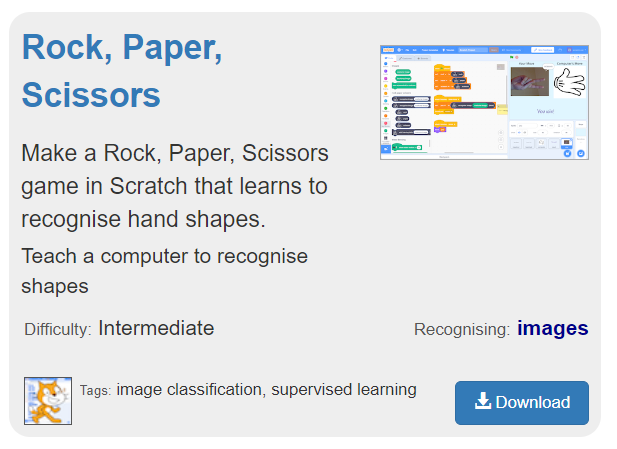 Rock, Paper,
Scissors
Make a Rock, Paper, Scissors
game in Scratch that learns to
recognise hand shapes.
Teach a computer to recognise
shapes
Difficulty: Intermediate
Recognising: images
Tags: image classification, supervised learning
Download